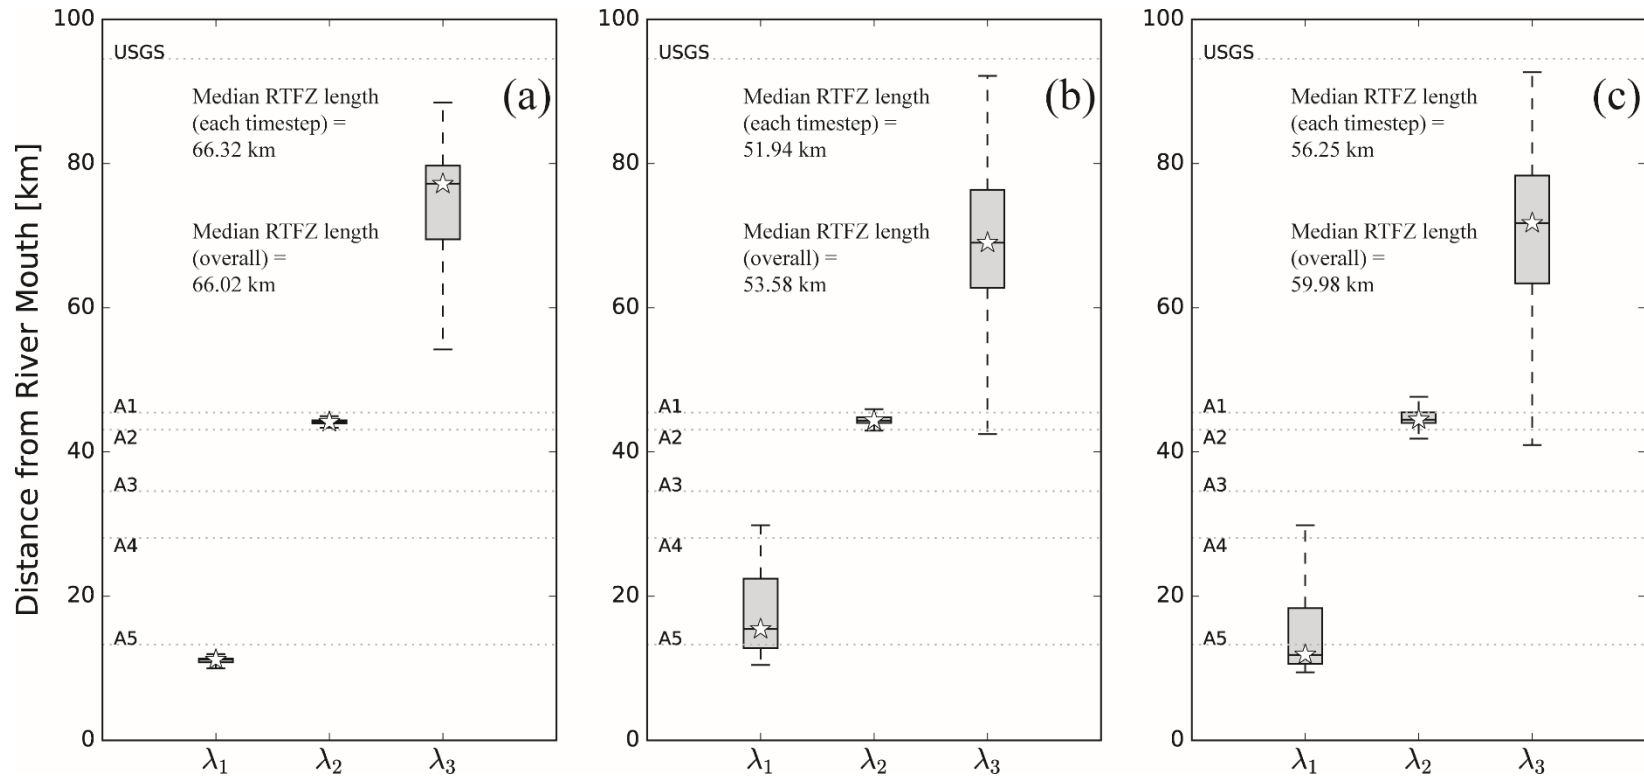 Distance from River Mouth [km]
100
80
60
40
20
0
USGS
Median RTFZ length
(each timestep) =
66.32 km
(a)
Median RTFZ length
(overall) =
66.02 km
A1
A2
A3
A4
A5
λ1
λ2
λ3
100
80
60
40
20
0
USGS
Median RTFZ length
(each timestep) =
51.94 km
(b)
Median RTFZ length
(overall) =
53.58 km
A1
A2
A3
A4
A5
λ1
λ2
λ3
100
80
60
40
20
0
USGS
Median RTFZ length
(each timestep) =
56.25 km
(c)
Median RTFZ length
(overall) =
59.98 km
A1
A2
A3
A4
A5
λ1
λ2
λ3